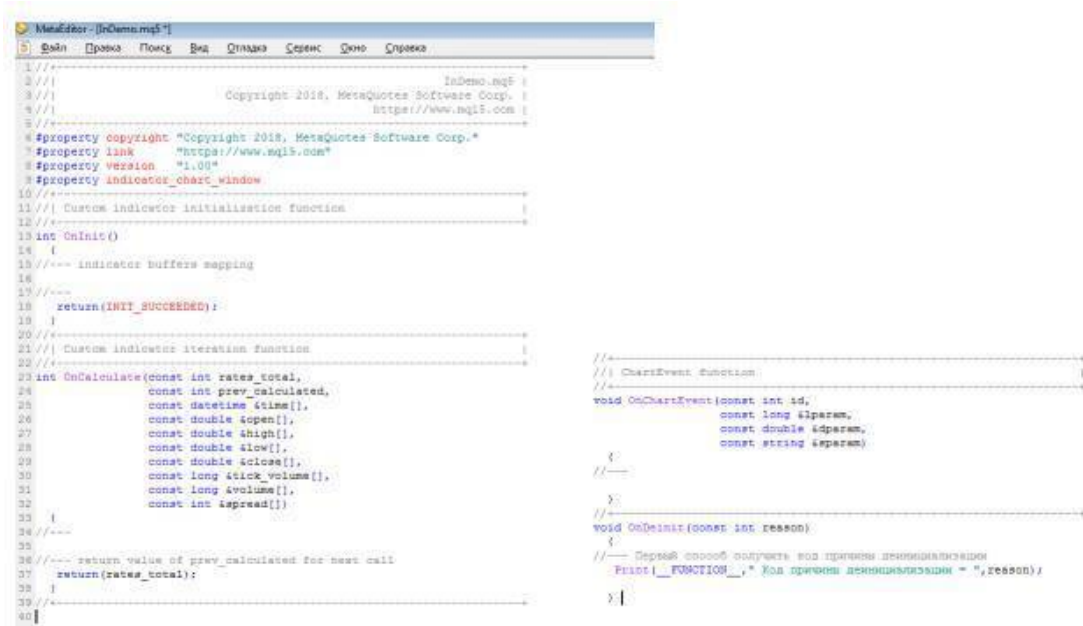 MetaEditor - [InDemo.mq5 *]
Файл Правка Поиск Вид Отладка Сервис Окно Справка
1 //+------------------------------------------------------------------+
2 //| InDemo.mq5 |
3 //| Copyright 2018, MetaQuotes Software Corp. |
4 //| https://www.mql5.com |
5 //+------------------------------------------------------------------+
6 #property copyright "Copyright 2018, MetaQuotes Software Corp."
7 #property link "https://www.mql5.com"
8 #property version "1.00"
9 #property indicator_chart_window
10 //+------------------------------------------------------------------+
11 //| Custom indicator initialization function |
12 //+------------------------------------------------------------------+
13 int OnInit()
14 {
15 //--- indicator buffers mapping
16
17 //---
18 return(INIT_SUCCEEDED);
19 }
20 //+------------------------------------------------------------------+
21 //| Custom indicator iteration function |
22 //+------------------------------------------------------------------+
23 int OnCalculate(const int rates_total,
24 const int prev_calculated,
25 const datetime &time[],
26 const double &open[],
27 const double &high[],
28 const double &low[],
29 const double &close[],
30 const long &tick_volume[],
31 const long &volume[],
32 const int &spread[])
33 {
34 //---
35
36 //--- return value of prev_calculated for next call
37 return(rates_total);
38 }
39 //+------------------------------------------------------------------+
40
//+------------------------------------------------------------------+
//| ChartEvent function |
//+------------------------------------------------------------------+
void OnChartEvent(const int id,
const long &lparam,
const double &dparam,
const string &sparam)
{
//---
}
//+------------------------------------------------------------------+
void OnDeinit(const int reason)
{
//--- Первый способ получить код причины деинициализации
Print(__FUNCTION__," Код причины деинициализации = ",reason);
}